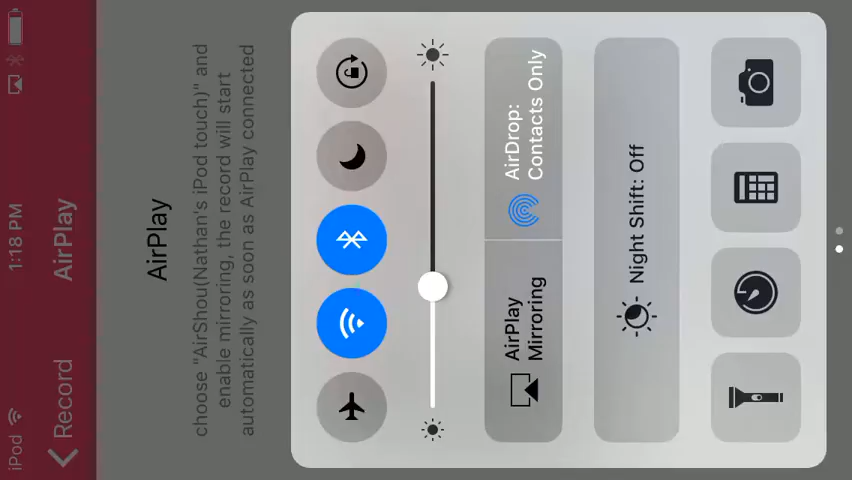 iPod 1:18 PM
Record AirPlay
AirPlay
choose "AirShou(Nathan's iPod touch)" and
enable mirroring, the record will start
automatically as soon as AirPlay connected
AirPlay
Mirroring
AirDrop:
Contacts Only
Night Shift: Off